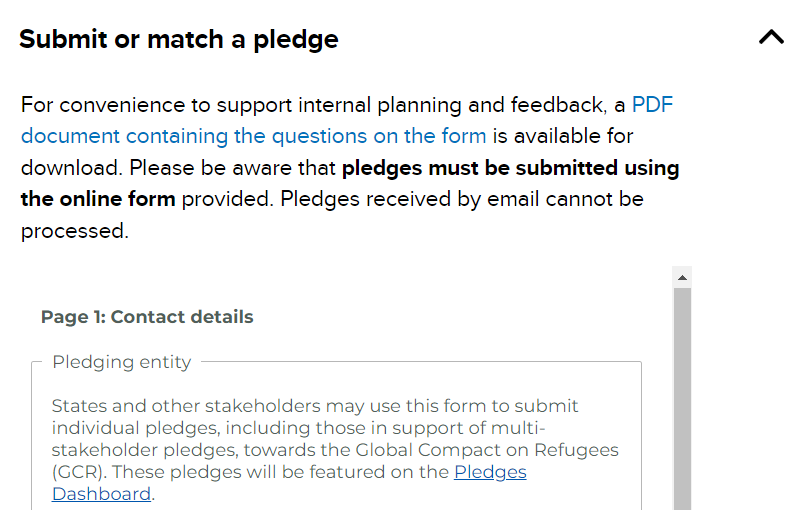 Submit or match a pledge
For convenience to support internal planning and feedback, a PDF
document containing the questions on the form is available for
download. Please be aware that pledges must be submitted using
the online form provided. Pledges received by email cannot be
processed.
Page 1: Contact details
Pledging entity
States and other stakeholders may use this form to submit
individual pledges, including those in support of multi-
stakeholder pledges, towards the Global Compact on Refugees
(GCR). These pledges will be featured on the Pledges
Dashboard.